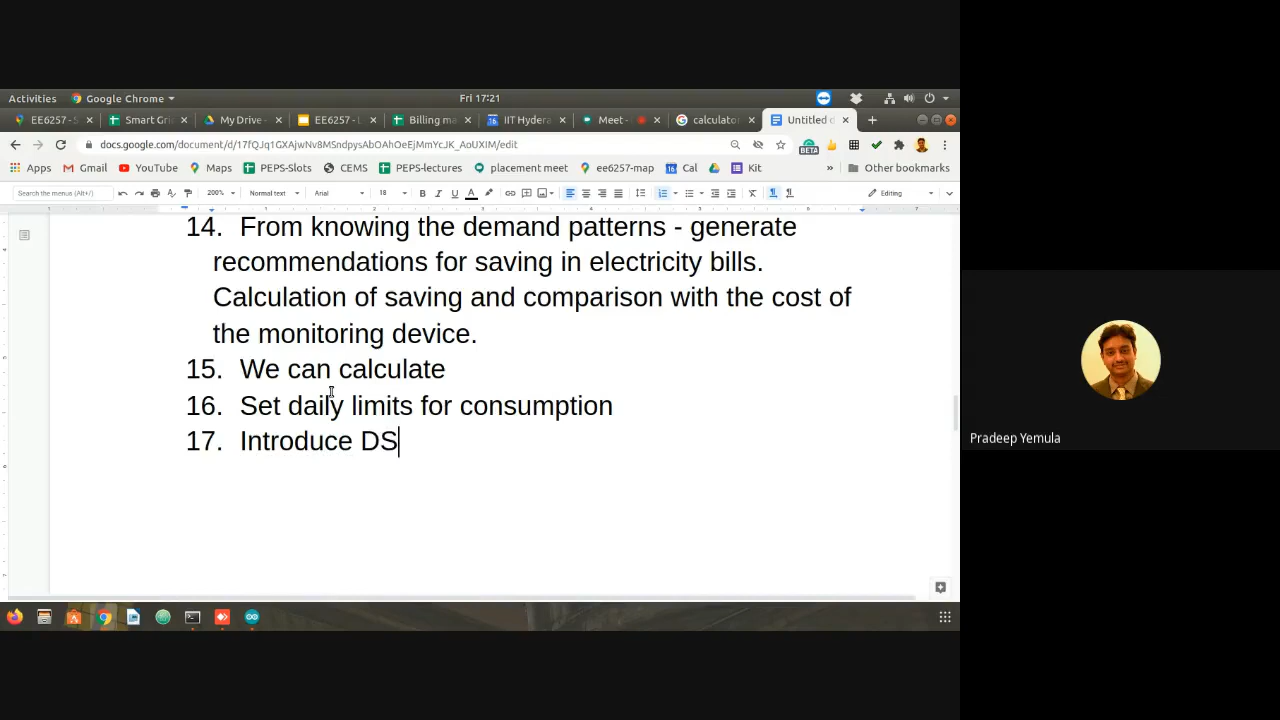 Activities Google Chrome Fri 17:21
EE6257 - S Smart Gri My Drive - EE6257 - L Billing ma IIT Hydera Meet - calculator Untitled d
docs.google.com/document/d/17fQJq1GXAjwNv8MSndpysAbOAhOeEjMmYcJK_AoUXIM/edit BETA
Apps Gmail YouTube Maps PEPS-Slots CEMS PEPS-lectures placement meet ee6257-map Cal Kit » Other bookmarks
Search the menus (Alt+/) 200% Normal text Arial 18 Editing
14. From knowing the demand patterns - generate
recommendations for saving in electricity bills.
Calculation of saving and comparison with the cost of
the monitoring device.
15. We can calculate
16. Set daily limits for consumption
17. Introduce DS
Pradeep Yemula